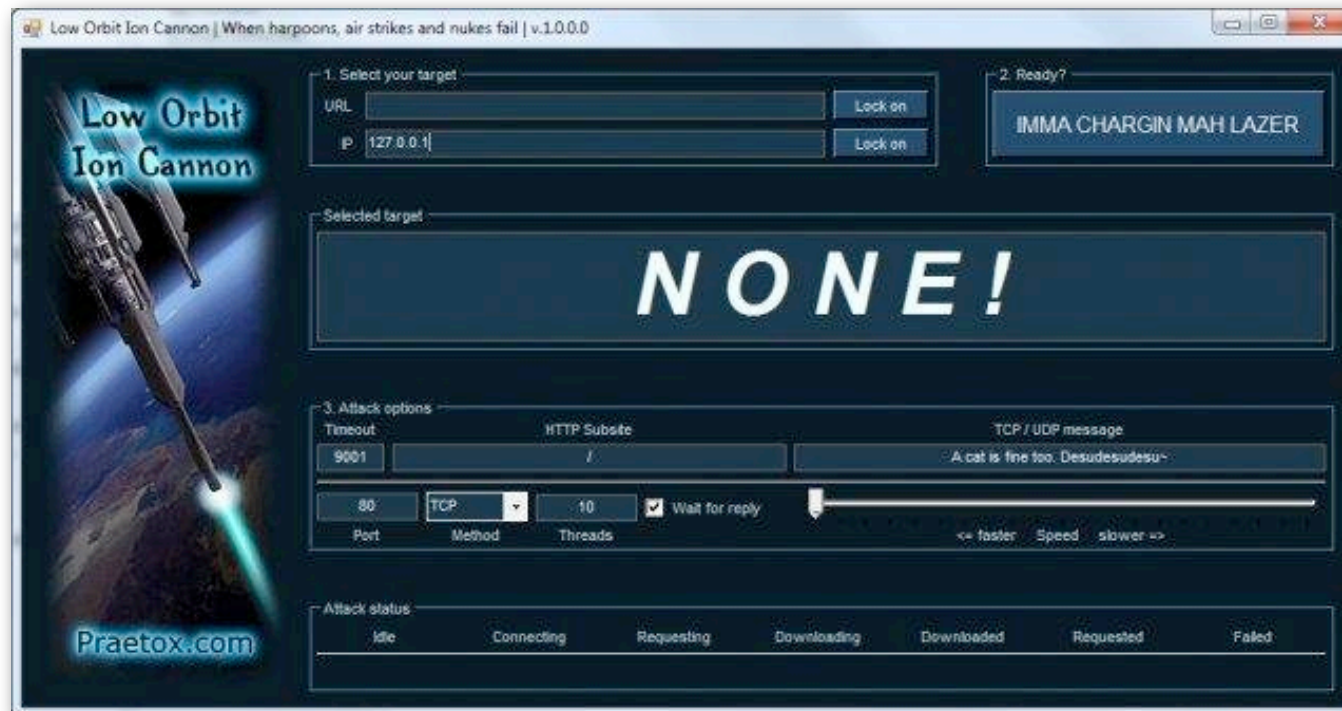 Low Orbit Ion Cannon | When harpoons, air strikes and nukes fail | v.1.0.0.0
Low Orbit
Ion Cannon
Praetox.com
1. Select your target
URL Lock on
IP 127.0.0.1 Lock on
2. Ready?
IMMA CHARGIN MAH LAZER
Selected target
NONE!
3. Attack options
Timeout HTTP Subsite TCP / UDP message
9001 / A cat is fine too. Desudesudesu~
80 TCP 10 Wait for reply
Port Method Threads <= faster Speed slower =>
Attack status
Idle Connecting Requesting Downloading Downloaded Requested Failed